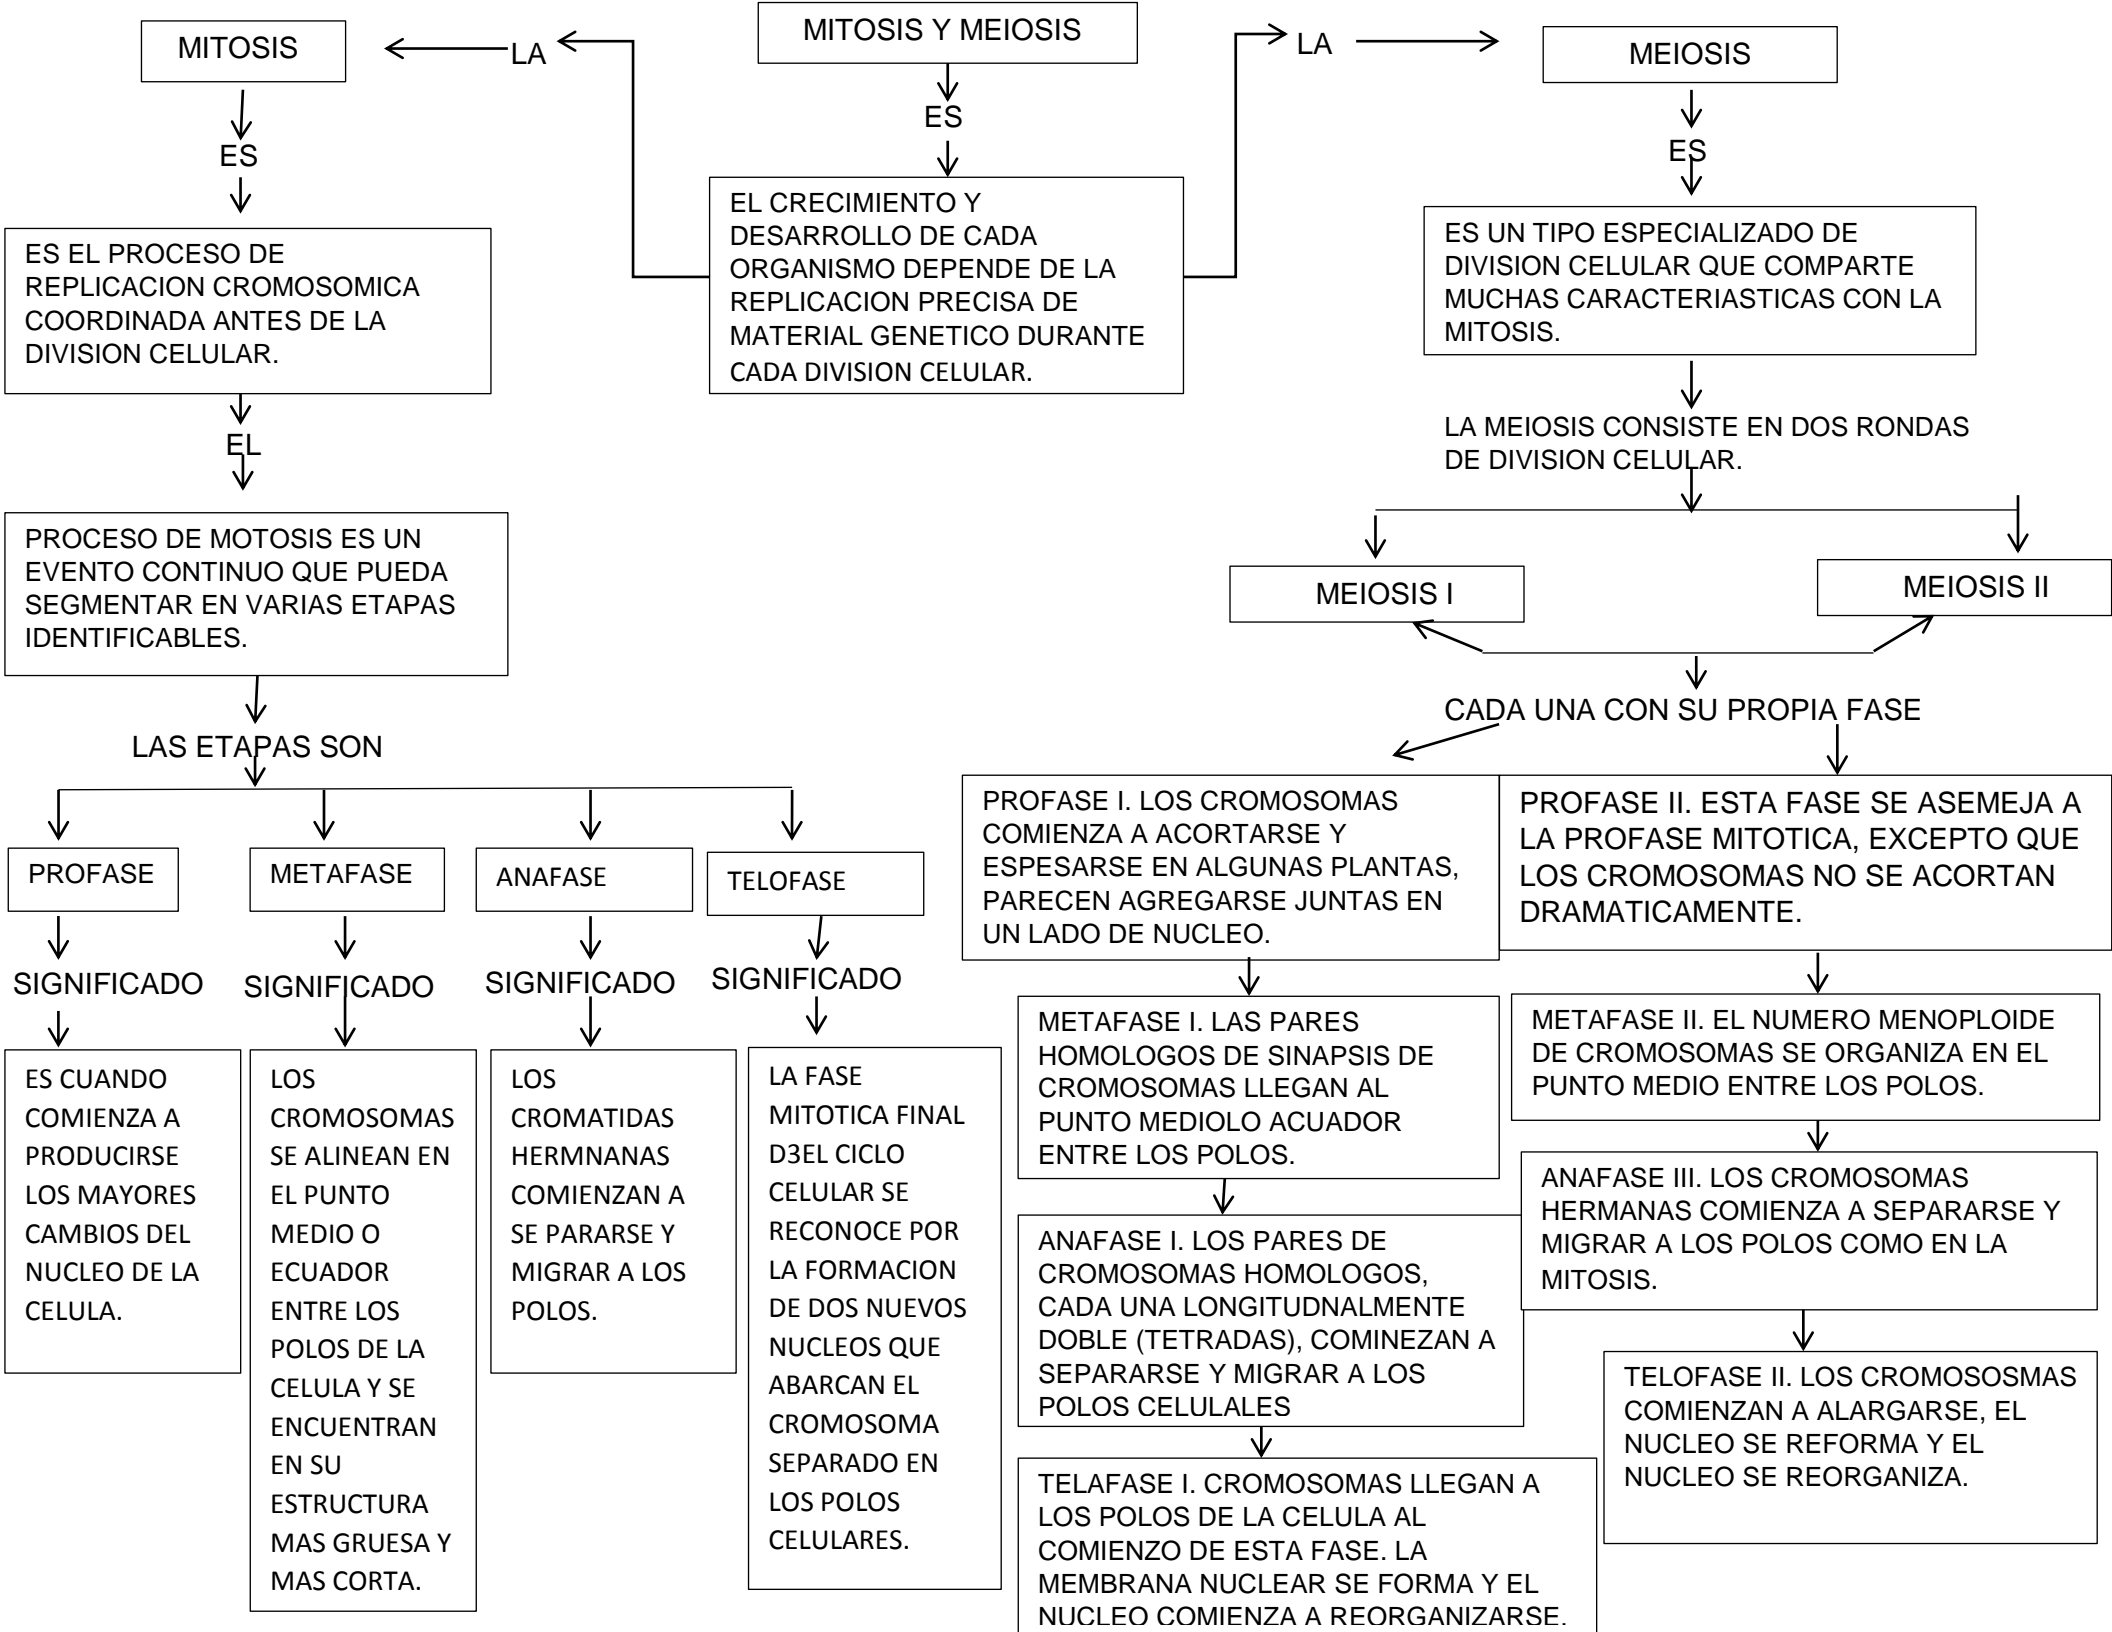 MITOSIS Y MEIOSIS
ES
EL CRECIMIENTO Y
DESARROLLO DE CADA
ORGANISMO DEPENDE DE LA
REPLICACION PRECISA DE
MATERIAL GENETICO DURANTE
CADA DIVISION CELULAR.
LA
MITOSIS
ES
ES EL PROCESO DE
REPLICACION CROMOSOMICA
COORDINADA ANTES DE LA
DIVISION CELULAR.
EL
PROCESO DE MOTOSIS ES UN
EVENTO CONTINUO QUE PUEDA
SEGMENTAR EN VARIAS ETAPAS
IDENTIFICABLES.
LAS ETAPAS SON
PROFASE
SIGNIFICADO
ES CUANDO
COMIENZA A
PRODUCIRSE
LOS MAYORES
CAMBIOS DEL
NUCLEO DE LA
CELULA.
METAFASE
SIGNIFICADO
LOS
CROMOSOMAS
SE ALINEAN EN
EL PUNTO
MEDIO O
ECUADOR
ENTRE LOS
POLOS DE LA
CELULA Y SE
ENCUENTRAN
EN SU
ESTRUCTURA
MAS GRUESA Y
MAS CORTA.
ANAFASE
SIGNIFICADO
LOS
CROMATIDAS
HERMNANAS
COMIENZAN A
SE PARARSE Y
MIGRAR A LOS
POLOS.
TELOFASE
SIGNIFICADO
LA FASE
MITOTICA FINAL
D3EL CICLO
CELULAR SE
RECONOCE POR
LA FORMACION
DE DOS NUEVOS
NUCLEOS QUE
ABARCAN EL
CROMOSOMA
SEPARADO EN
LOS POLOS
CELULARES.
LA
MEIOSIS
ES
ES UN TIPO ESPECIALIZADO DE
DIVISION CELULAR QUE COMPARTE
MUCHAS CARACTERIASTICAS CON LA
MITOSIS.
LA MEIOSIS CONSISTE EN DOS RONDAS
DE DIVISION CELULAR.
MEIOSIS I
MEIOSIS II
CADA UNA CON SU PROPIA FASE
PROFASE I. LOS CROMOSOMAS
COMIENZA A ACORTARSE Y
ESPESARSE EN ALGUNAS PLANTAS,
PARECEN AGREGARSE JUNTAS EN
UN LADO DE NUCLEO.
METAFASE I. LAS PARES
HOMOLOGOS DE SINAPSIS DE
CROMOSOMAS LLEGAN AL
PUNTO MEDIOLO ACUADOR
ENTRE LOS POLOS.
ANAFASE I. LOS PARES DE
CROMOSOMAS HOMOLOGOS,
CADA UNA LONGITUDNALMENTE
DOBLE (TETRADAS), COMINEZAN A
SEPARARSE Y MIGRAR A LOS
POLOS CELULALES
TELAFASE I. CROMOSOMAS LLEGAN A
LOS POLOS DE LA CELULA AL
COMIENZO DE ESTA FASE. LA
MEMBRANA NUCLEAR SE FORMA Y EL
NUCLEO COMIENZA A REORGANIZARSE.
PROFASE II. ESTA FASE SE ASEMEJA A
LA PROFASE MITOTICA, EXCEPTO QUE
LOS CROMOSOMAS NO SE ACORTAN
DRAMATICAMENTE.
METAFASE II. EL NUMERO MENOPLOIDE
DE CROMOSOMAS SE ORGANIZA EN EL
PUNTO MEDIO ENTRE LOS POLOS.
ANAFASE III. LOS CROMOSOMAS
HERMANAS COMIENZA A SEPARARSE Y
MIGRAR A LOS POLOS COMO EN LA
MITOSIS.
TELOFASE II. LOS CROMOSOSMAS
COMIENZAN A ALARGARSE, EL
NUCLEO SE REFORMA Y EL
NUCLEO SE REORGANIZA.